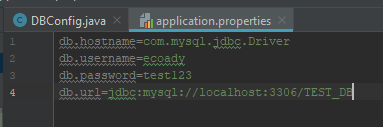 DBConfig.java
application.properties
1 db.hostname=com.mysql.jdbc.Driver
2 db.username=ecoady
3 db.password=test123
4 db.url=jdbc:mysql://localhost:3306/TEST_DB